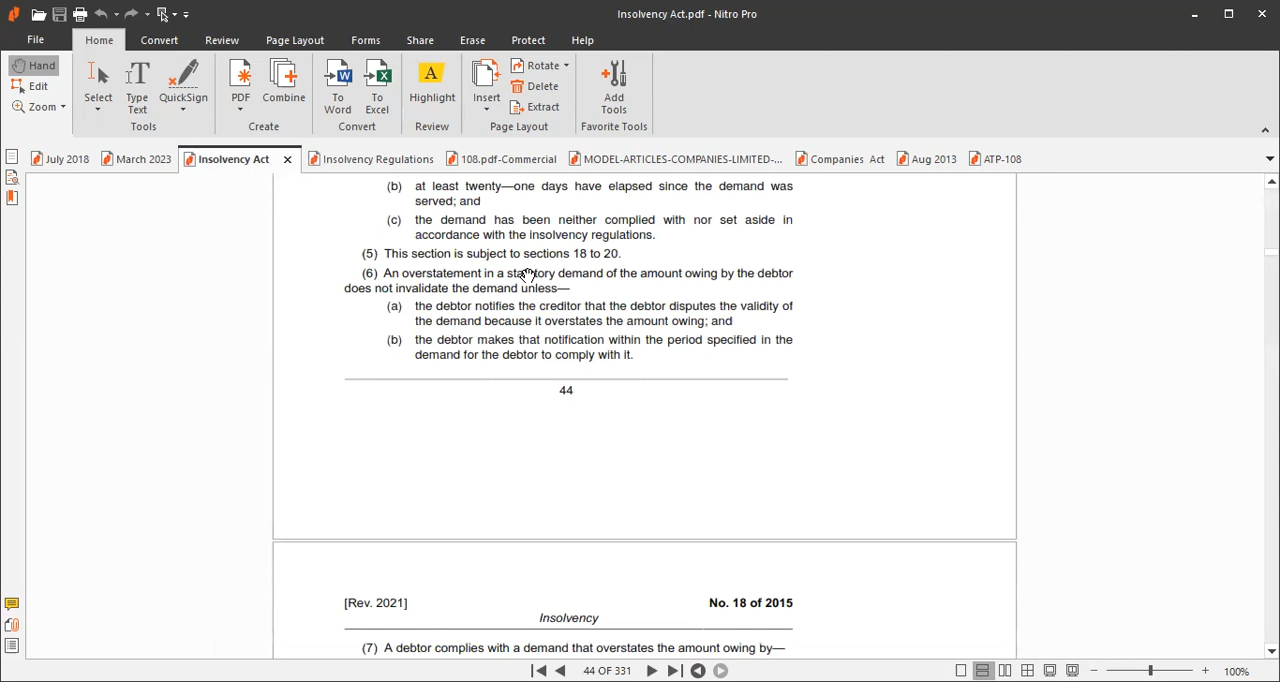 Insolvency Act.pdf - Nitro Pro
File Home Convert Review Page Layout Forms Share Erase Protect Help
Hand
Edit
Zoom
Select
Type Text
QuickSign
Tools
PDF
Combine
Create
To Word
To Excel
Convert
Highlight
Review
Insert
Rotate
Delete
Extract
Page Layout
Add Tools
Favorite Tools
July 2018 March 2023 Insolvency Act Insolvency Regulations 108.pdf-Commercial MODEL-ARTICLES-COMPANIES-LIMITED-... Companies Act Aug 2013 ATP-108
(b) at least twenty—one days have elapsed since the demand was
served; and
(c) the demand has been neither complied with nor set aside in
accordance with the insolvency regulations.
(5) This section is subject to sections 18 to 20.
(6) An overstatement in a statutory demand of the amount owing by the debtor
does not invalidate the demand unless—
(a) the debtor notifies the creditor that the debtor disputes the validity of
the demand because it overstates the amount owing; and
(b) the debtor makes that notification within the period specified in the
demand for the debtor to comply with it.
44
[Rev. 2021] No. 18 of 2015
Insolvency
(7) A debtor complies with a demand that overstates the amount owing by—
44 OF 331
100%